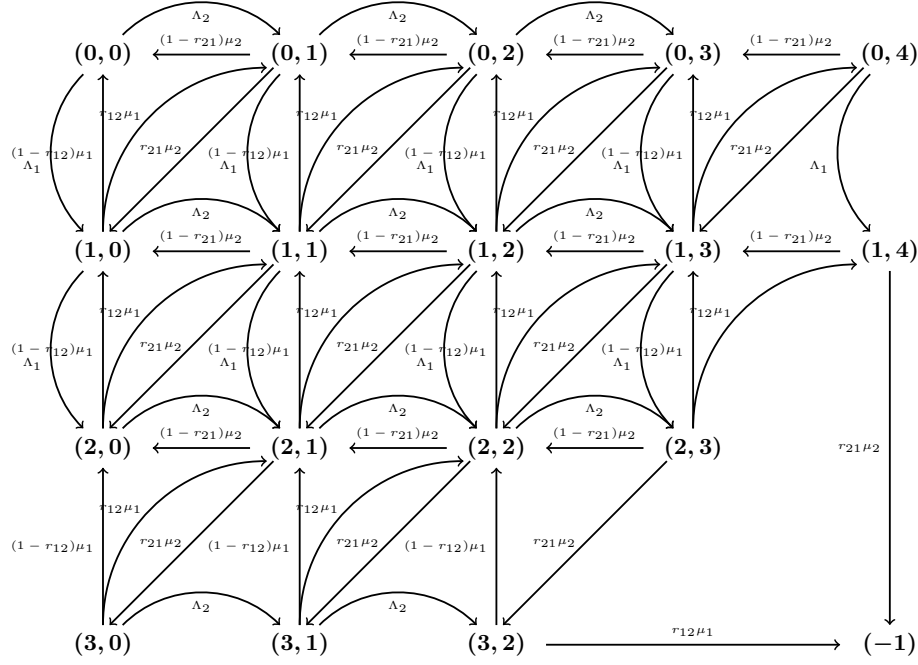 Λ₂ Λ₂ Λ₂
(1 − r₂₁)μ₂ (1 − r₂₁)μ₂ (1 − r₂₁)μ₂ (1 − r₂₁)μ₂
(0, 0) (0, 1) (0, 2) (0, 3) (0, 4)
r₁₂μ₁ r₁₂μ₁ r₁₂μ₁ r₁₂μ₁
(1 − r₁₂)μ₁ r₂₁μ₂ (1 − r₁₂)μ₁ r₂₁μ₂ (1 − r₁₂)μ₁ r₂₁μ₂ (1 − r₁₂)μ₁ r₂₁μ₂
Λ₁ Λ₁ Λ₁ Λ₁ Λ₁
Λ₂ Λ₂ Λ₂
(1 − r₂₁)μ₂ (1 − r₂₁)μ₂ (1 − r₂₁)μ₂ (1 − r₂₁)μ₂
(1, 0) (1, 1) (1, 2) (1, 3) (1, 4)
r₁₂μ₁ r₁₂μ₁ r₁₂μ₁ r₁₂μ₁
(1 − r₁₂)μ₁ r₂₁μ₂ (1 − r₁₂)μ₁ r₂₁μ₂ (1 − r₁₂)μ₁ r₂₁μ₂ (1 − r₁₂)μ₁
Λ₁ Λ₁ Λ₁ Λ₁
Λ₂ Λ₂ Λ₂
(1 − r₂₁)μ₂ (1 − r₂₁)μ₂ (1 − r₂₁)μ₂
(2, 0) (2, 1) (2, 2) (2, 3) r₂₁μ₂
r₁₂μ₁ r₁₂μ₁
(1 − r₁₂)μ₁ r₂₁μ₂ (1 − r₁₂)μ₁ r₂₁μ₂ (1 − r₁₂)μ₁ r₂₁μ₂
Λ₂ Λ₂
r₁₂μ₁
(3, 0) (3, 1) (3, 2) (−1)